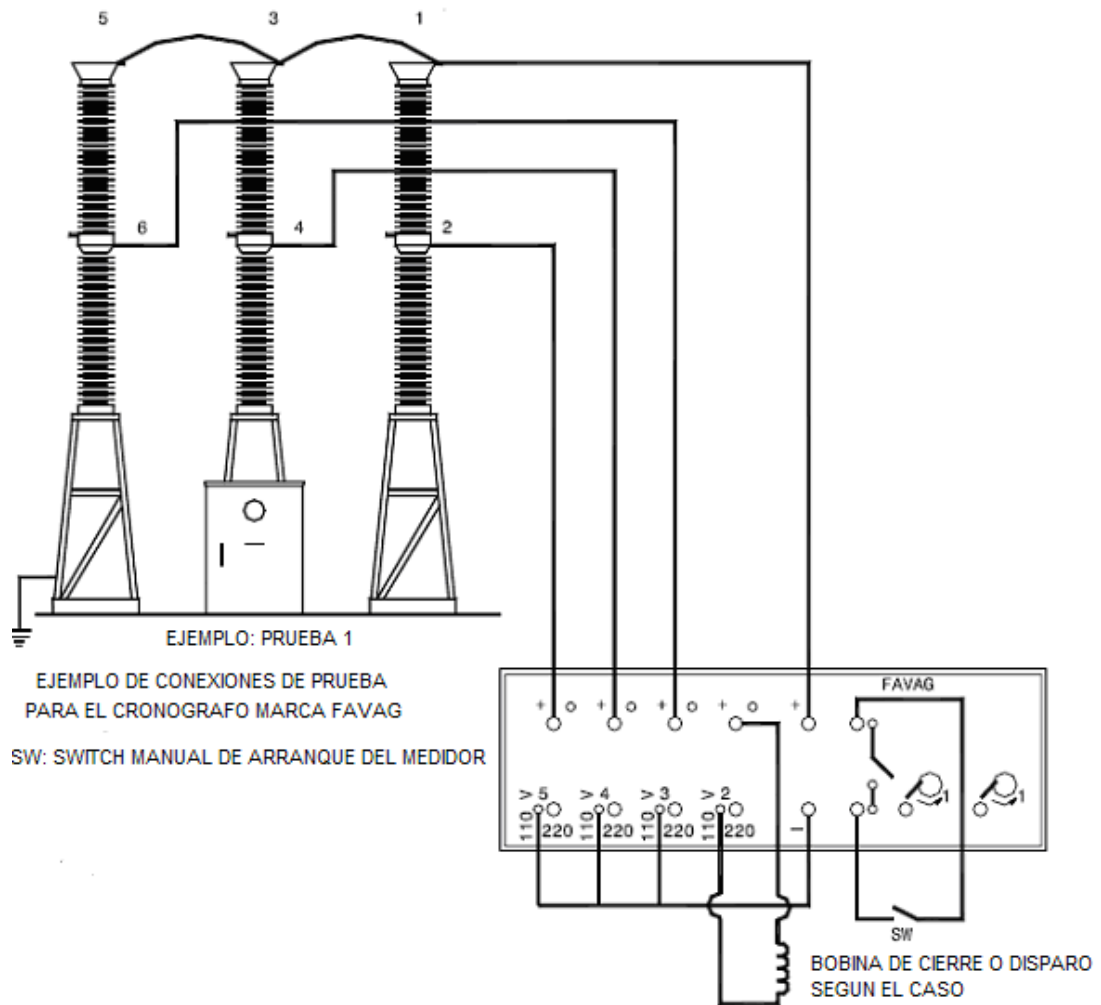 5 3 1
6 4 2
EJEMPLO: PRUEBA 1
EJEMPLO DE CONEXIONES DE PRUEBA
PARA EL CRONOGRAFO MARCA FAVAG
SW: SWITCH MANUAL DE ARRANQUE DEL MEDIDOR
FAVAG
+ + + + +
> 5 > 4 > 3 > 2
110 220 110 220 110 220 110 220 − 1 1
SW
BOBINA DE CIERRE O DISPARO
SEGUN EL CASO